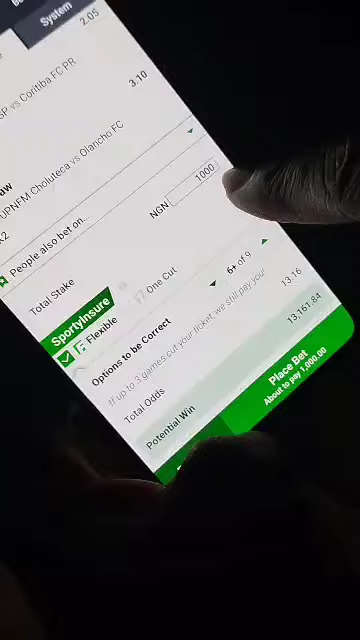 System
2.05
SP vs Coritiba FC PR
3.10
UPNFM Choluteca vs Olancho FC
People also bet on...
Total Stake
NGN 1000
SportyInsure
Flexible
One Cut
Options to be Correct
6+ of 9
If up to 3 games cut your ticket, we still pay you!
Total Odds
13.16
Potential Win
13,161.84
Place Bet
About to pay 1,000.00